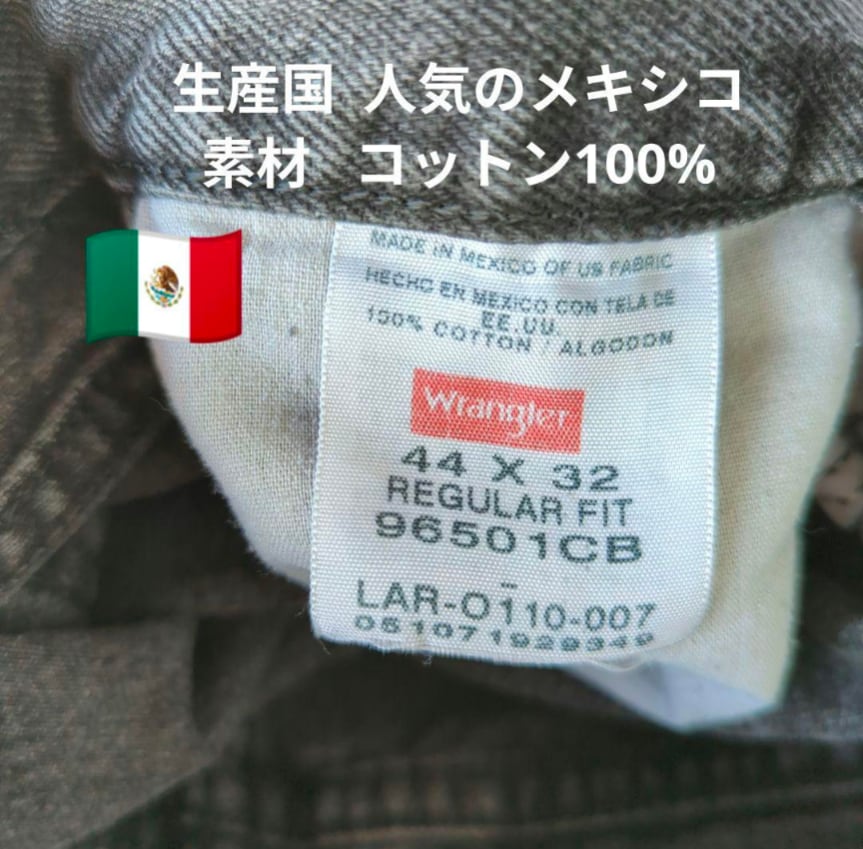 生産国 人気のメキシコ
素材 コットン100%
MADE IN MEXICO OF US FABRIC
HECHO EN MEXICO CON TELA DE
EE.UU.
100% COTTON / ALGODON
Wrangler
44 X 32
REGULAR FIT
96501CB
LAR-0110-007
051071929349